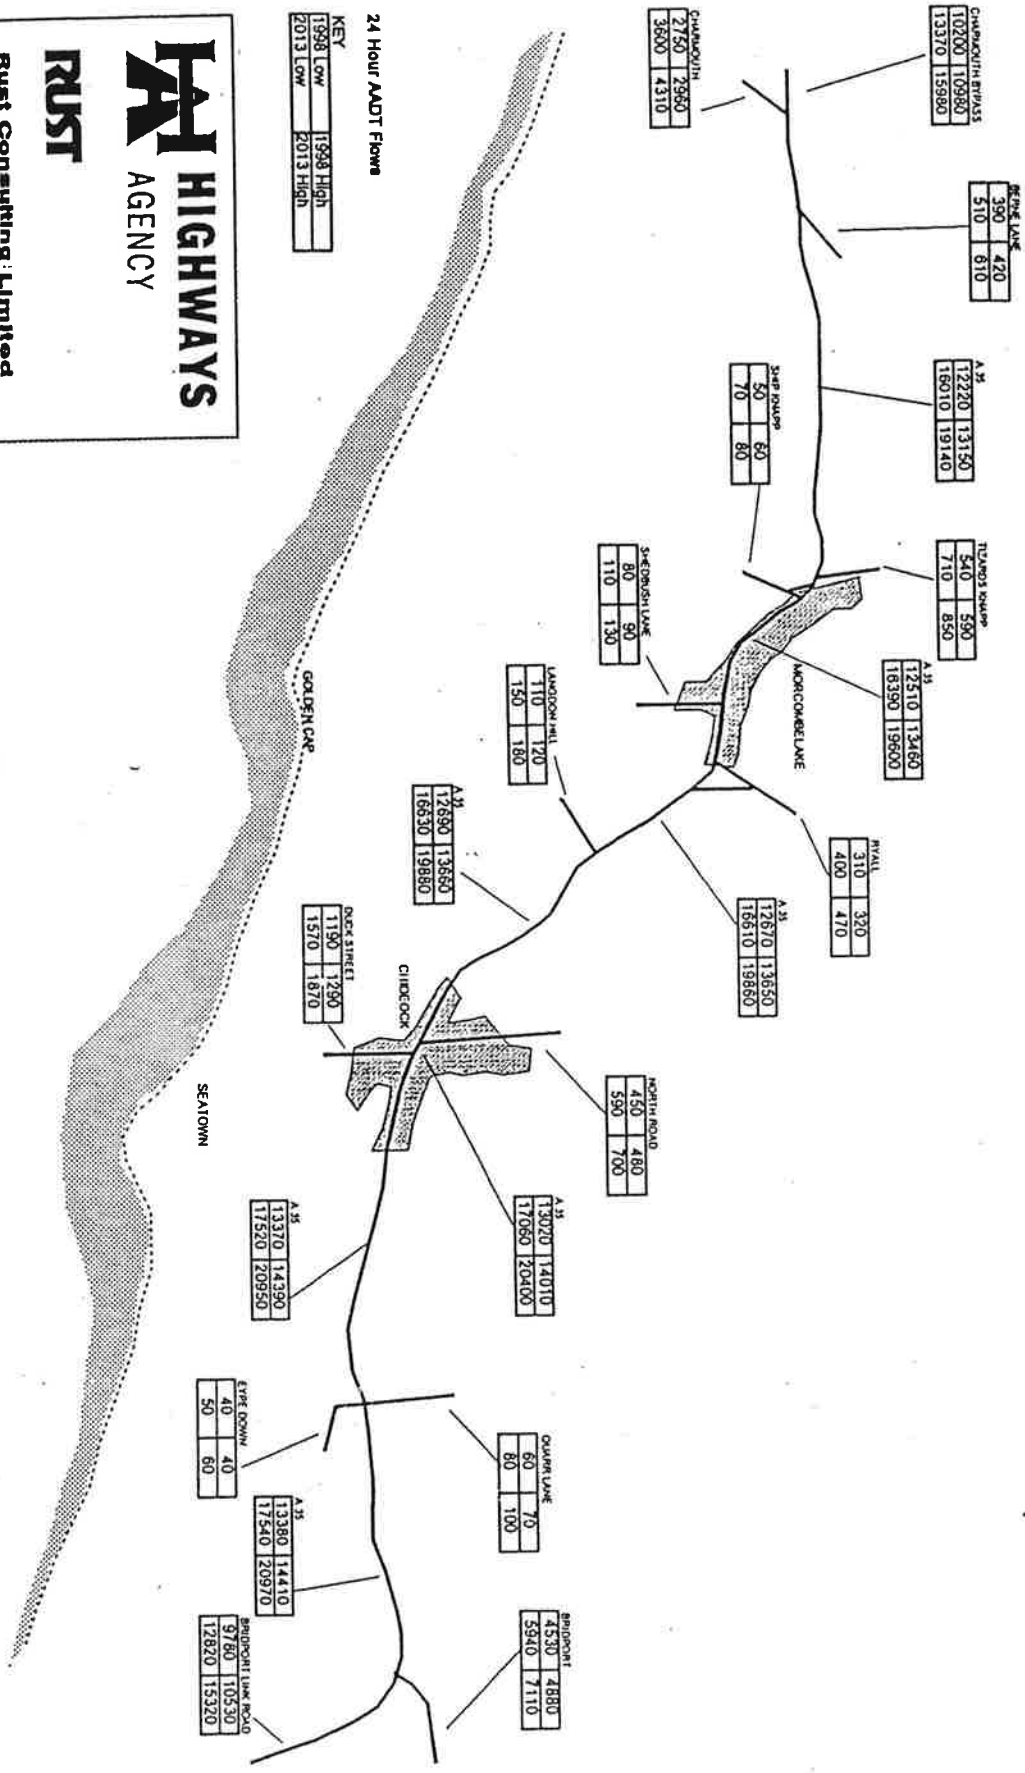 CHARMOUTH BYPASS
10200 10980
13370 15980
BERNE LANE
390 420
510 610
A 35
12220 13150
16010 19140
TIZARDS KNAPP
540 590
710 850
A 35
12510 13460
16390 19600
RYALL
310 320
400 470
A 35
12670 13650
16610 19860
NORTH ROAD
450 480
590 700
A 35
13020 14010
17060 20400
QUARR LANE
60 70
80 100
BRIDPORT
4530 4880
5940 7110
CHARMOUTH
2750 2960
3600 4310
SHIP KNAPP
50 60
70 80
SHEDBUSH LANE
80 90
110 130
MORCOMBELAKE
LANGDON HILL
110 120
150 180
A 35
12690 13660
16630 19880
DUCK STREET
1190 1290
1570 1870
CHIDEOCK
A 35
13370 14390
17520 20950
EYPE DOWN
40 40
50 60
A 35
13380 14410
17540 20970
BRIDPORT LINK ROAD
9780 10530
12820 15320
GOLDEN CAP
SEATOWN
24 Hour AADT Flows
KEY
1998 Low 1998 High
2013 Low 2013 High
HA HIGHWAYS
AGENCY
RUST
Rust Consulting Limited